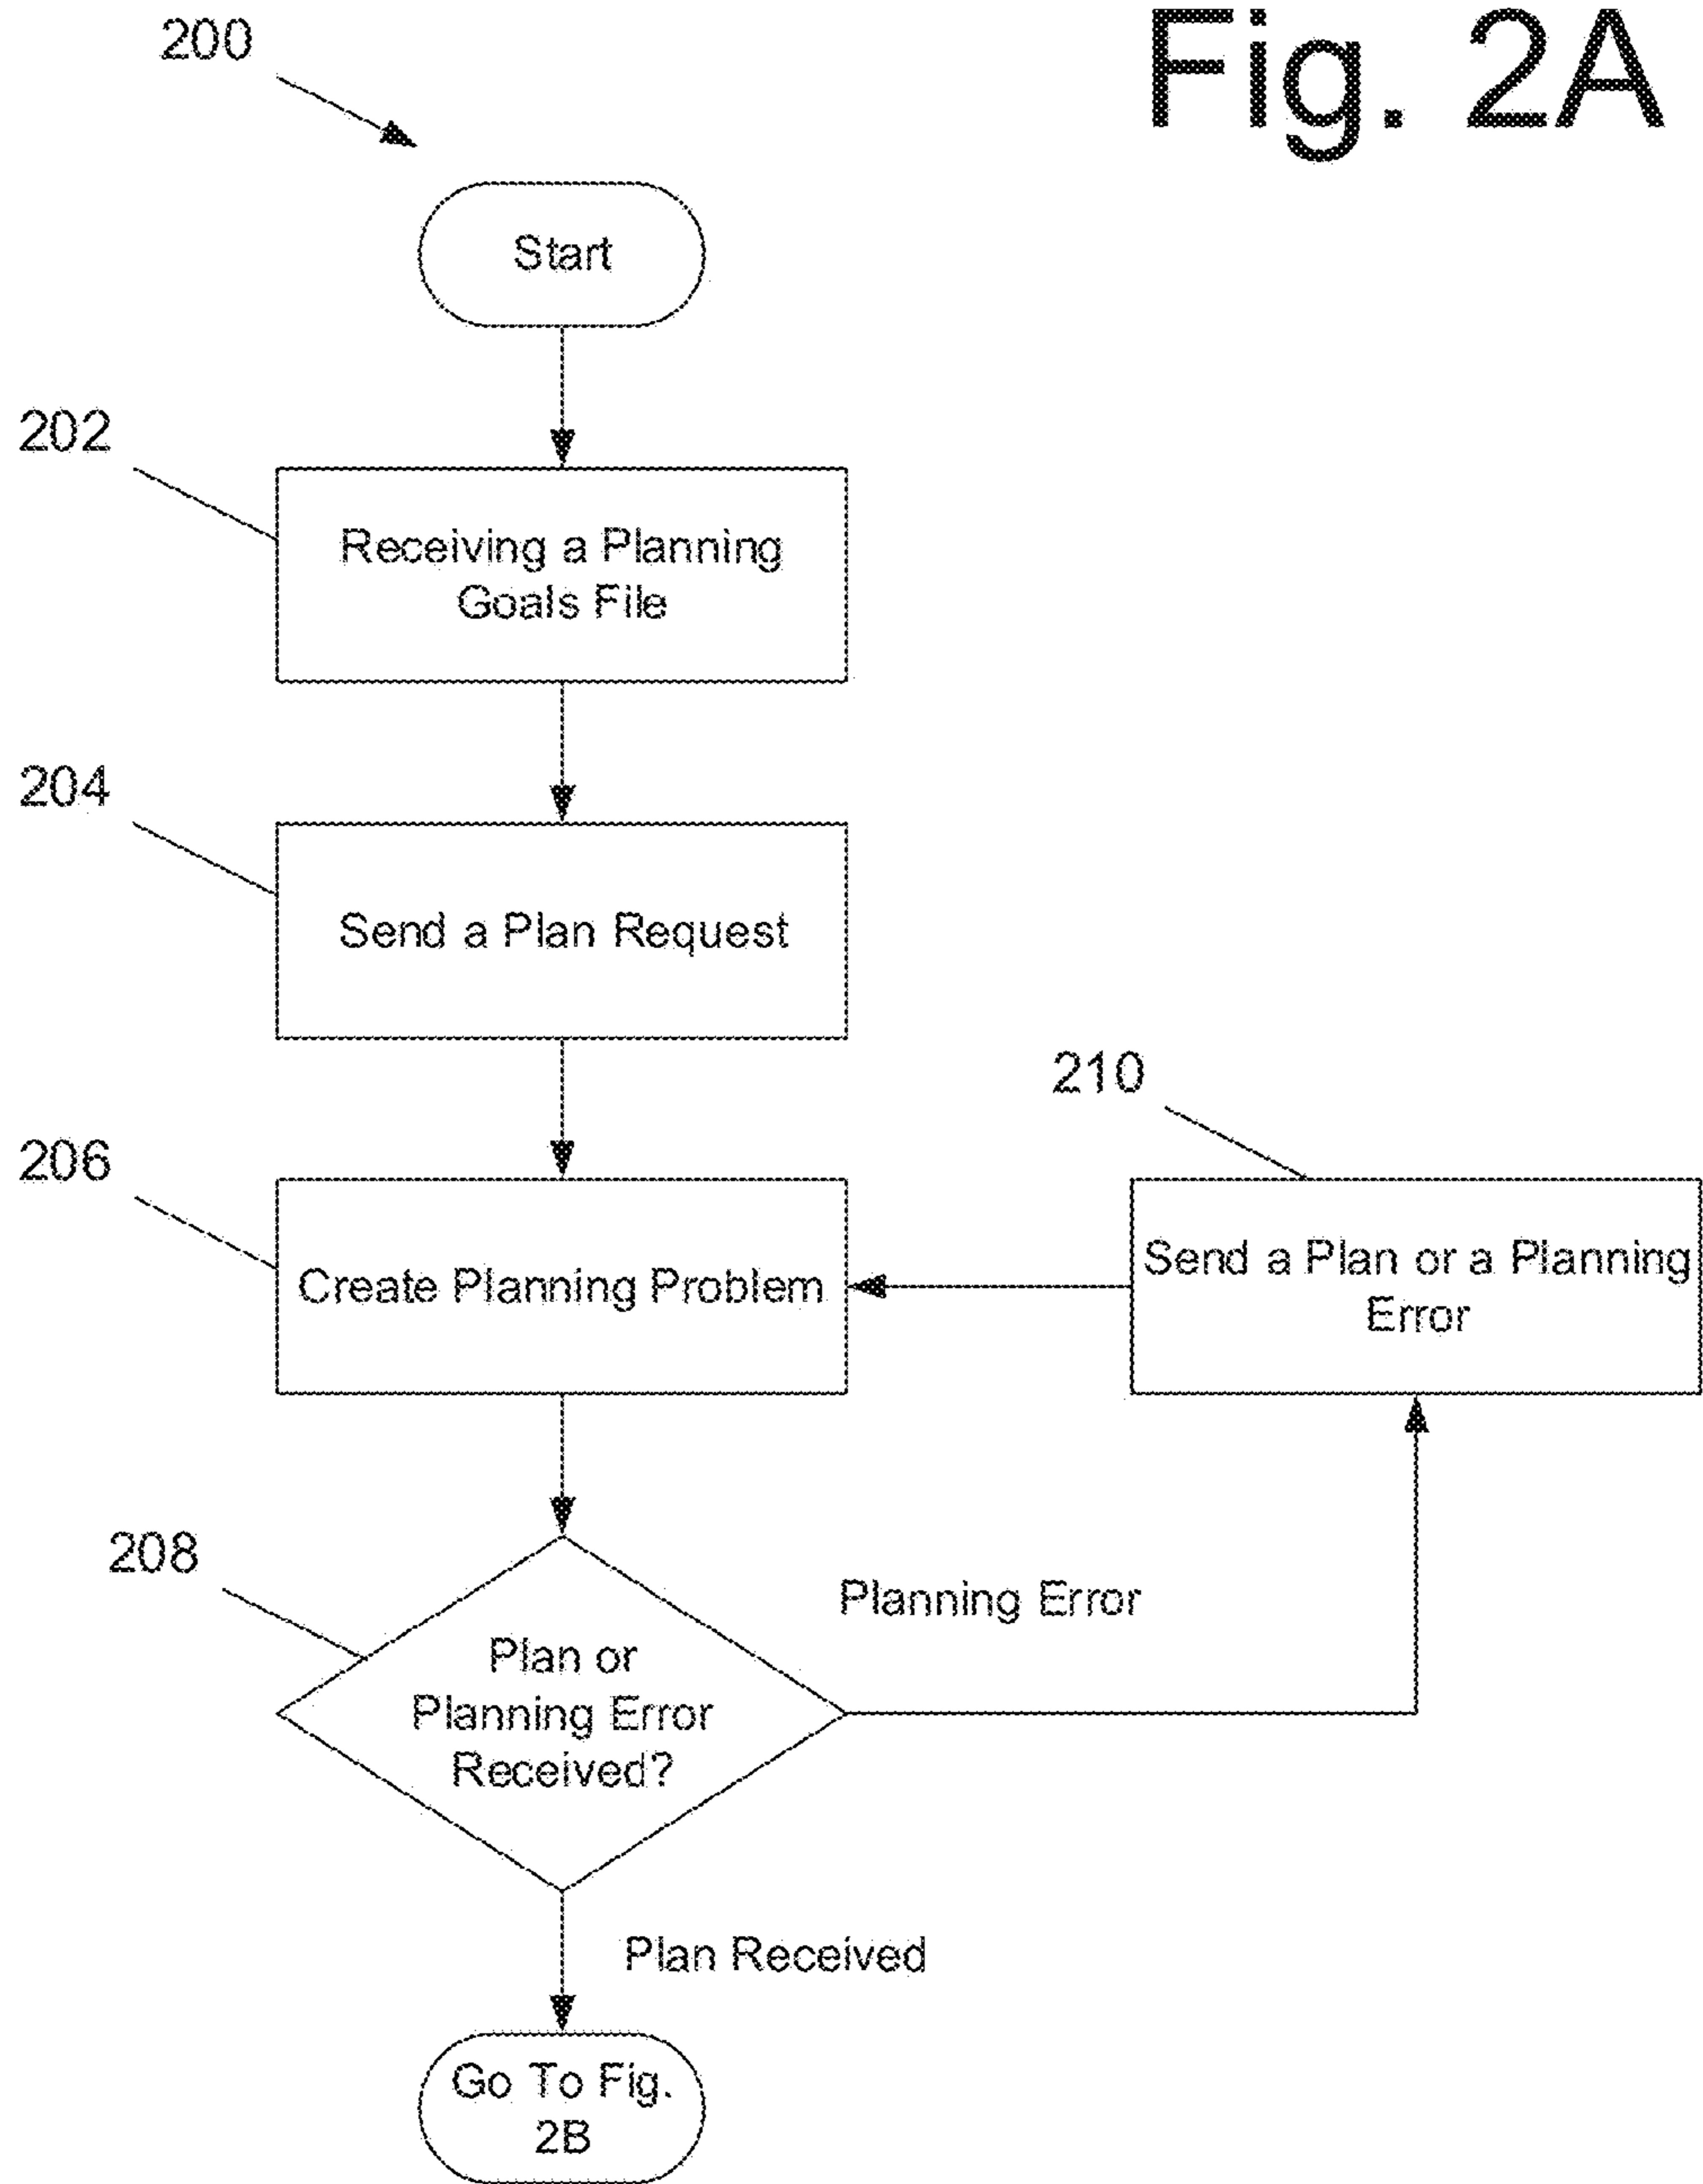 Fig. 2A
200
Start
202
Receiving a Planning
Goals File
204
Send a Plan Request
206
Create Planning Problem
210
Send a Plan or a Planning
Error
208
Plan or
Planning Error
Received?
Planning Error
Plan Received
Go To Fig.
2B